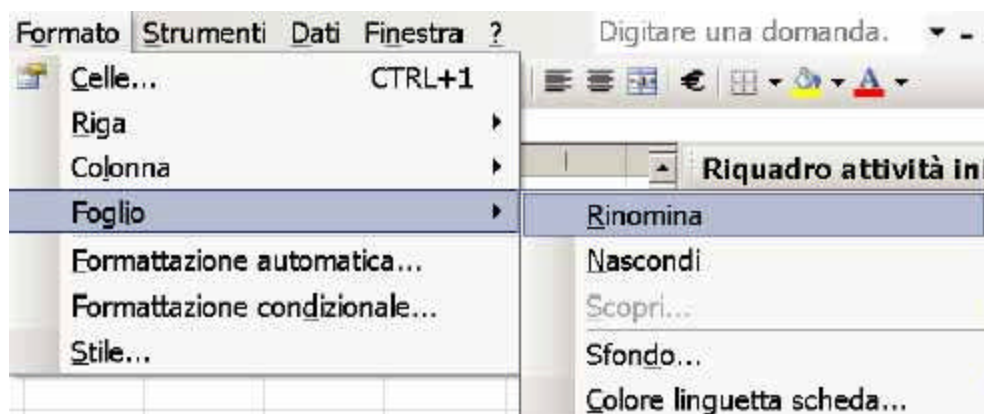 Formato Strumenti Dati Finestra ? Digitare una domanda.
Celle... CTRL+1
Riga
Colonna
Riquadro attività ini
Foglio
Rinomina
Formattazione automatica...
Nascondi
Formattazione condizionale...
Scopri...
Stile...
Sfondo...
Colore linguetta scheda...